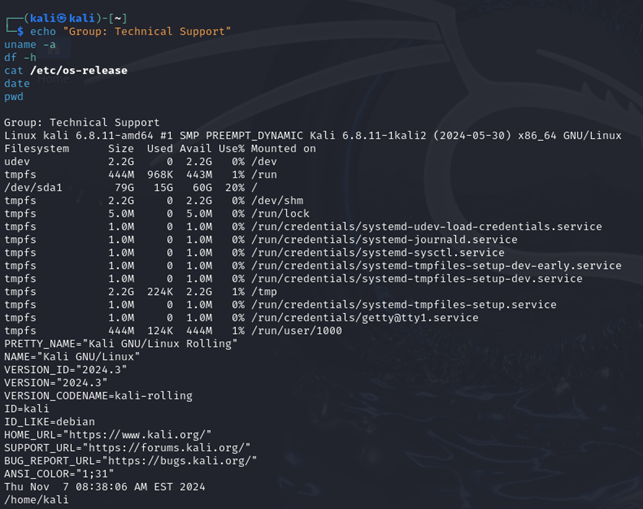 ┌──(kali㉿kali)-[~]
└─$ echo "Group: Technical Support"
uname -a
df -h
cat /etc/os-release
date
pwd
Group: Technical Support
Linux kali 6.8.11-amd64 #1 SMP PREEMPT_DYNAMIC Kali 6.8.11-1kali2 (2024-05-30) x86_64 GNU/Linux
Filesystem      Size  Used Avail Use% Mounted on
udev            2.2G     0  2.2G   0% /dev
tmpfs           444M  968K  443M   1% /run
/dev/sda1        79G   15G   60G  20% /
tmpfs           2.2G     0  2.2G   0% /dev/shm
tmpfs           5.0M     0  5.0M   0% /run/lock
tmpfs           1.0M     0  1.0M   0% /run/credentials/systemd-udev-load-credentials.service
tmpfs           1.0M     0  1.0M   0% /run/credentials/systemd-journald.service
tmpfs           1.0M     0  1.0M   0% /run/credentials/systemd-sysctl.service
tmpfs           1.0M     0  1.0M   0% /run/credentials/systemd-tmpfiles-setup-dev-early.service
tmpfs           1.0M     0  1.0M   0% /run/credentials/systemd-tmpfiles-setup-dev.service
tmpfs           2.2G  224K  2.2G   1% /tmp
tmpfs           1.0M     0  1.0M   0% /run/credentials/systemd-tmpfiles-setup.service
tmpfs           1.0M     0  1.0M   0% /run/credentials/getty@tty1.service
tmpfs           444M  124K  444M   1% /run/user/1000
PRETTY_NAME="Kali GNU/Linux Rolling"
NAME="Kali GNU/Linux"
VERSION_ID="2024.3"
VERSION="2024.3"
VERSION_CODENAME=kali-rolling
ID=kali
ID_LIKE=debian
HOME_URL="https://www.kali.org/"
SUPPORT_URL="https://forums.kali.org/"
BUG_REPORT_URL="https://bugs.kali.org/"
ANSI_COLOR="1;31"
Thu Nov  7 08:38:06 AM EST 2024
/home/kali